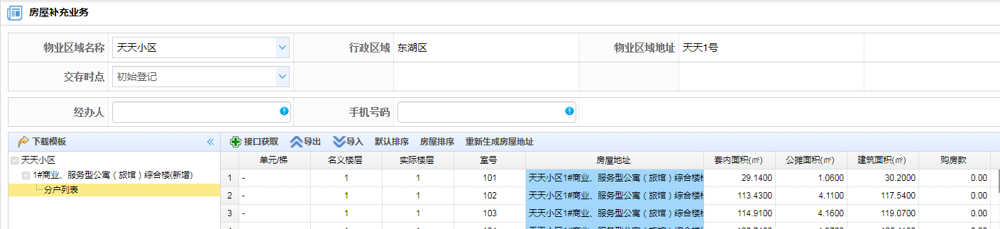 房屋补充业务
物业区域名称 天天小区 行政区域 东湖区 物业区域地址 天天1号
交存时点 初始登记
经办人 手机号码
下载模板 接口获取 导出 导入 默认排序 房屋排序 重新生成房屋地址
天天小区
1#商业、服务型公寓（旅馆）综合楼(新增)
分户列表
单元/梯 名义楼层 实际楼层 室号 房屋地址 套内面积(㎡) 公摊面积(㎡) 建筑面积(㎡) 购房款
1 - 1 1 101 天天小区1#商业、服务型公寓（旅馆）综合楼 29.1400 1.0600 30.2000 0.00
2 - 1 1 102 天天小区1#商业、服务型公寓（旅馆）综合楼 113.4300 4.1100 117.5400 0.00
3 - 1 1 103 天天小区1#商业、服务型公寓（旅馆）综合楼 114.9100 4.1600 119.0700 0.00